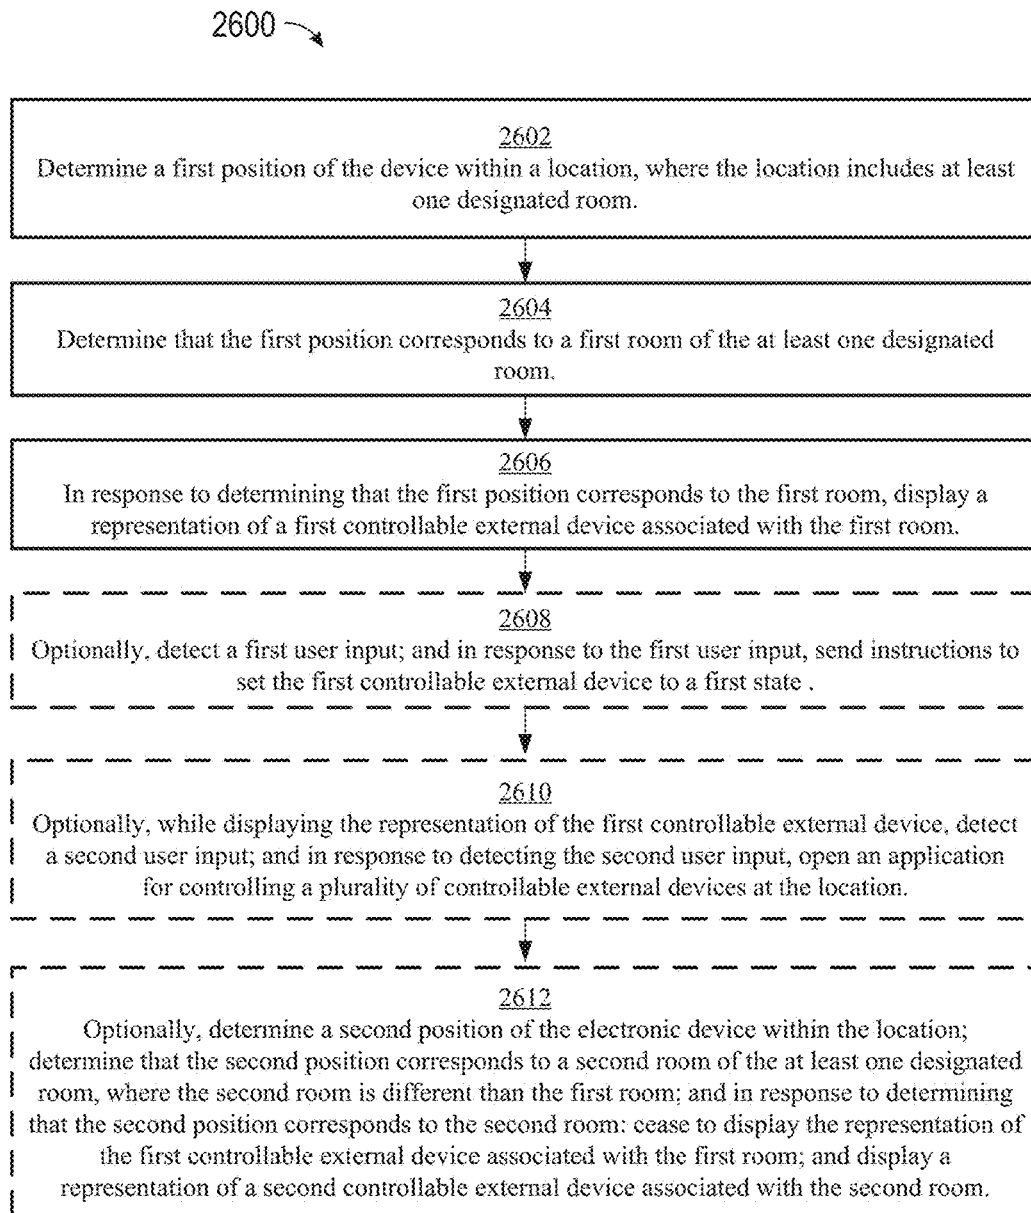 2600
2602
Determine a first position of the device within a location, where the location includes at least
one designated room.
2604
Determine that the first position corresponds to a first room of the at least one designated
room.
2606
In response to determining that the first position corresponds to the first room, display a
representation of a first controllable external device associated with the first room.
2608
Optionally, detect a first user input; and in response to the first user input, send instructions to
set the first controllable external device to a first state .
2610
Optionally, while displaying the representation of the first controllable external device, detect
a second user input; and in response to detecting the second user input, open an application
for controlling a plurality of controllable external devices at the location.
2612
Optionally, determine a second position of the electronic device within the location;
determine that the second position corresponds to a second room of the at least one designated
room, where the second room is different than the first room; and in response to determining
that the second position corresponds to the second room: cease to display the representation of
the first controllable external device associated with the first room; and display a
representation of a second controllable external device associated with the second room.